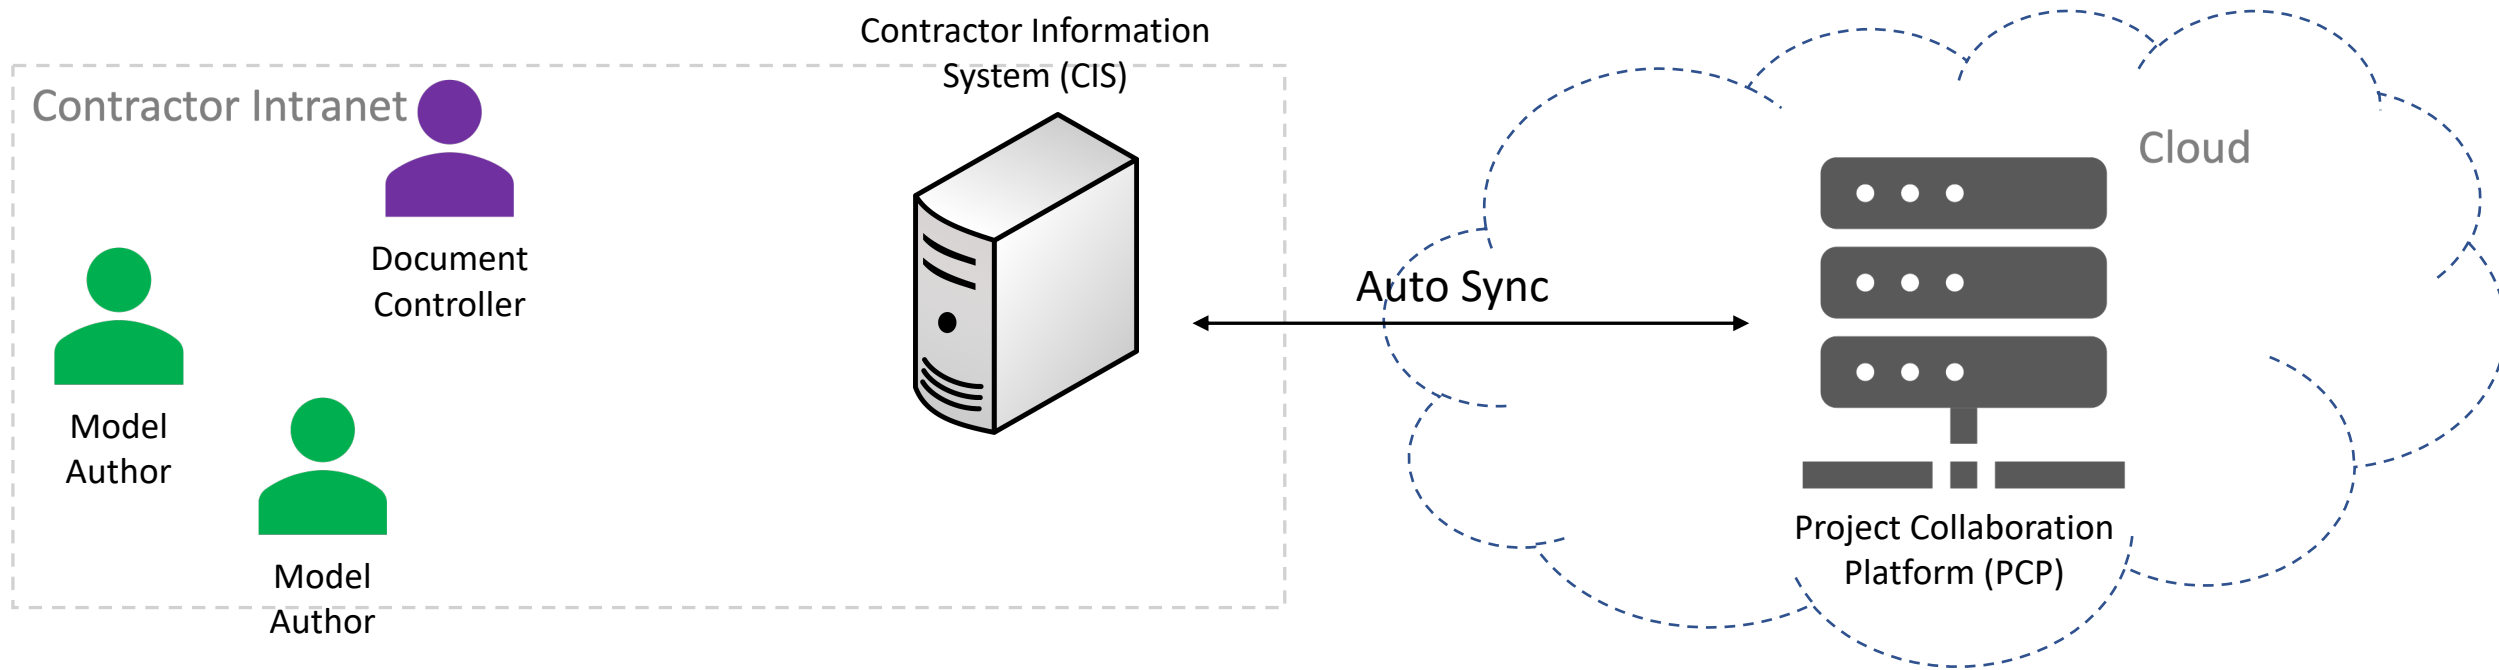 Contractor Information
System (CIS)
Contractor Intranet
Cloud
Document
Controller
Auto Sync
Model
Author
Model
Author
Project Collaboration
Platform (PCP)